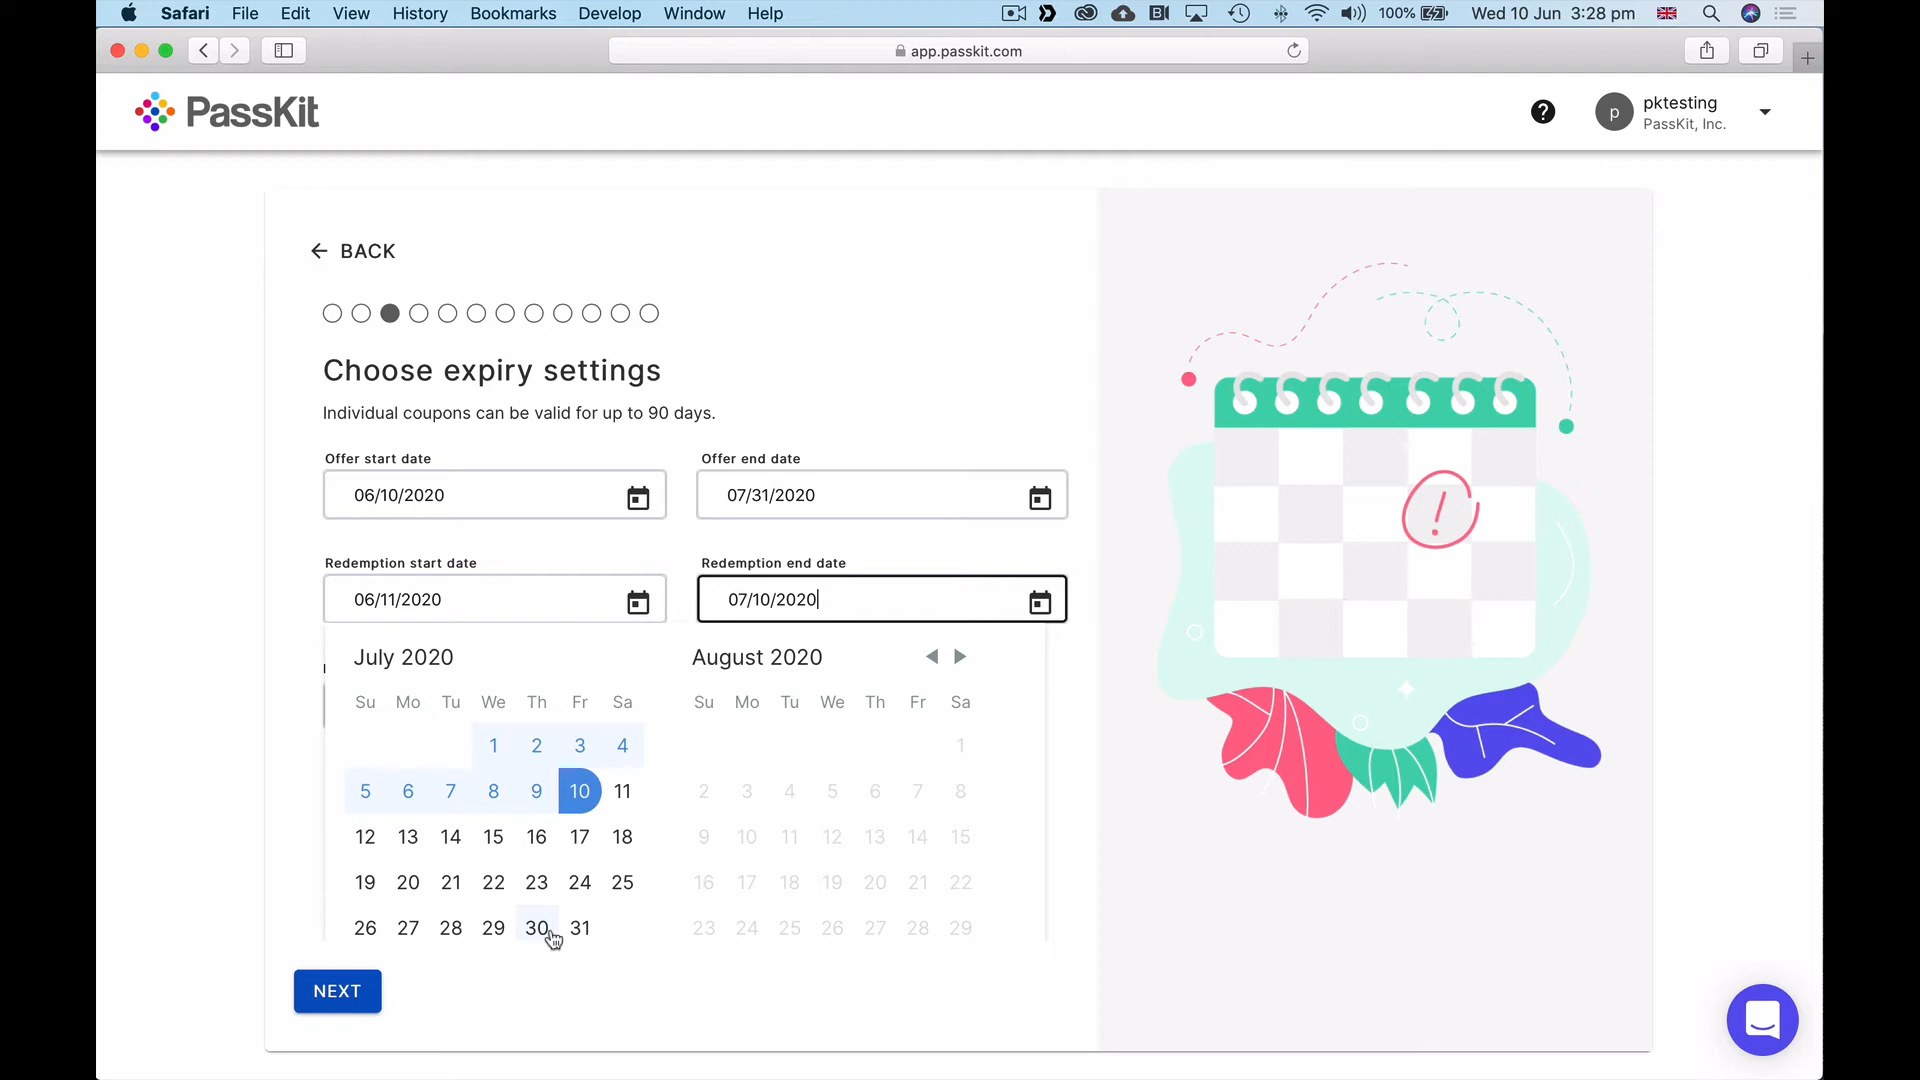 Safari File Edit View History Bookmarks Develop Window Help 100% Wed 10 Jun 3:28 pm
app.passkit.com
PassKit
?
p
pktesting
PassKit, Inc.
BACK
Choose expiry settings
Individual coupons can be valid for up to 90 days.
Offer start date Offer end date
06/10/2020 07/31/2020
Redemption start date Redemption end date
06/11/2020 07/10/2020
July 2020 August 2020
Su Mo Tu We Th Fr Sa Su Mo Tu We Th Fr Sa
1 2 3 4 1
5 6 7 8 9 10 11 2 3 4 5 6 7 8
12 13 14 15 16 17 18 9 10 11 12 13 14 15
19 20 21 22 23 24 25 16 17 18 19 20 21 22
26 27 28 29 30 31 23 24 25 26 27 28 29
NEXT
!